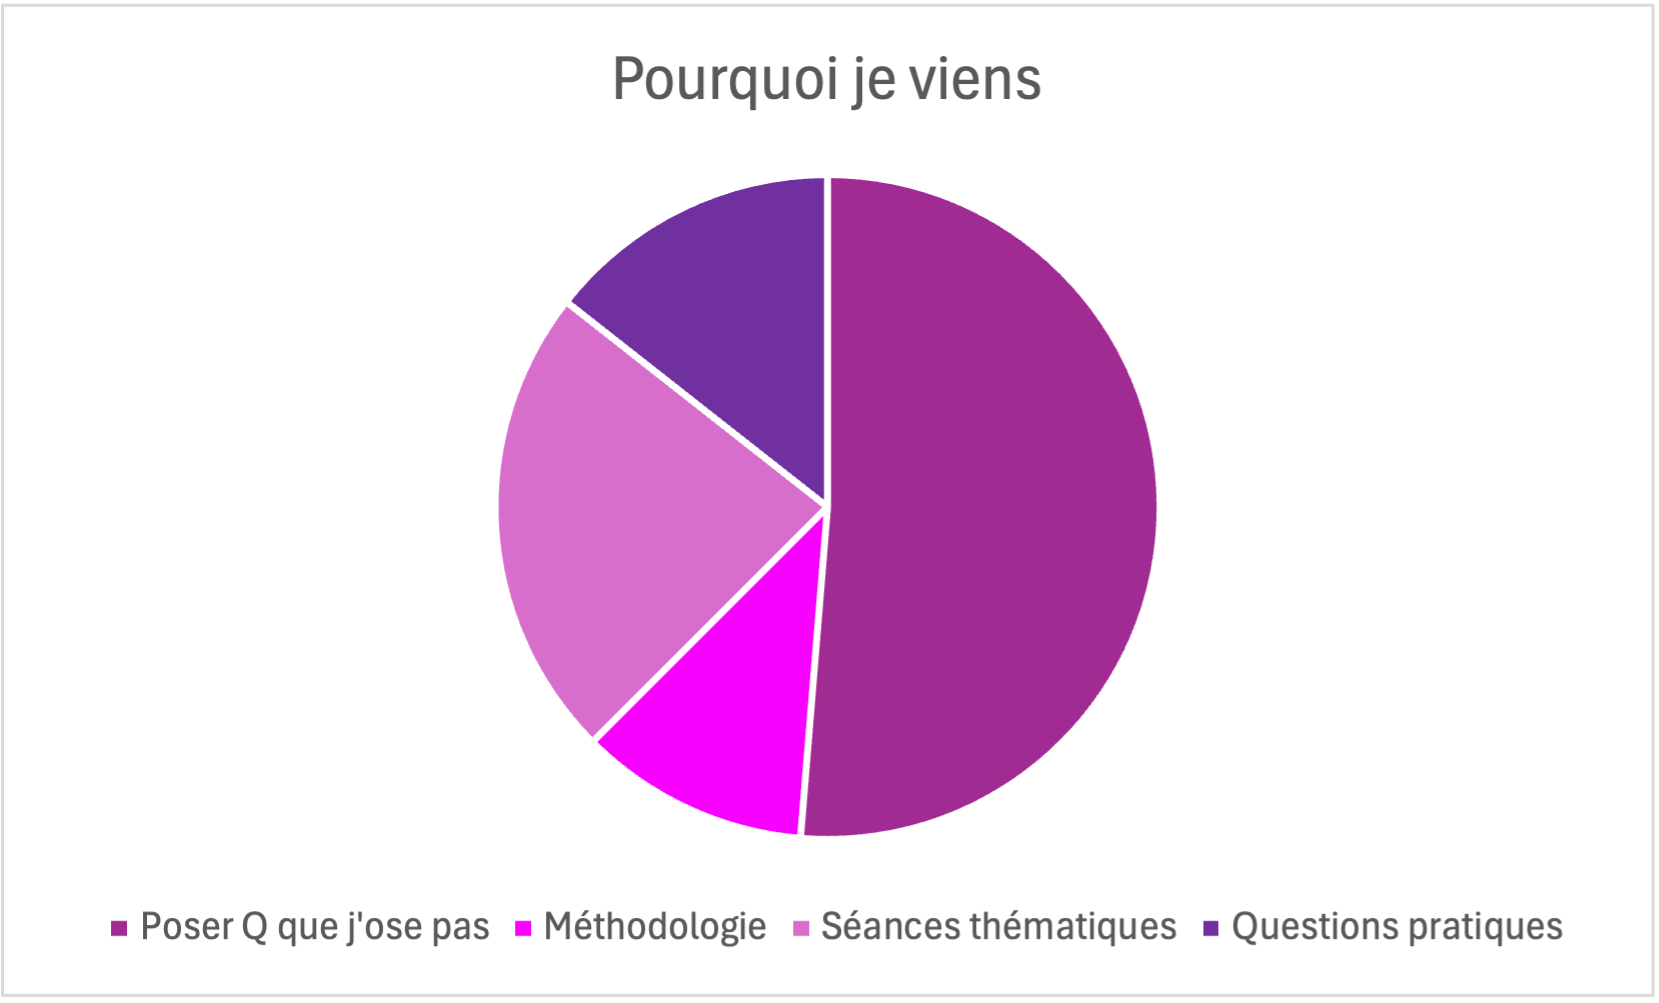 Pourquoi je viens
Poser Q que j'ose pas
Méthodologie
Séances thématiques
Questions pratiques